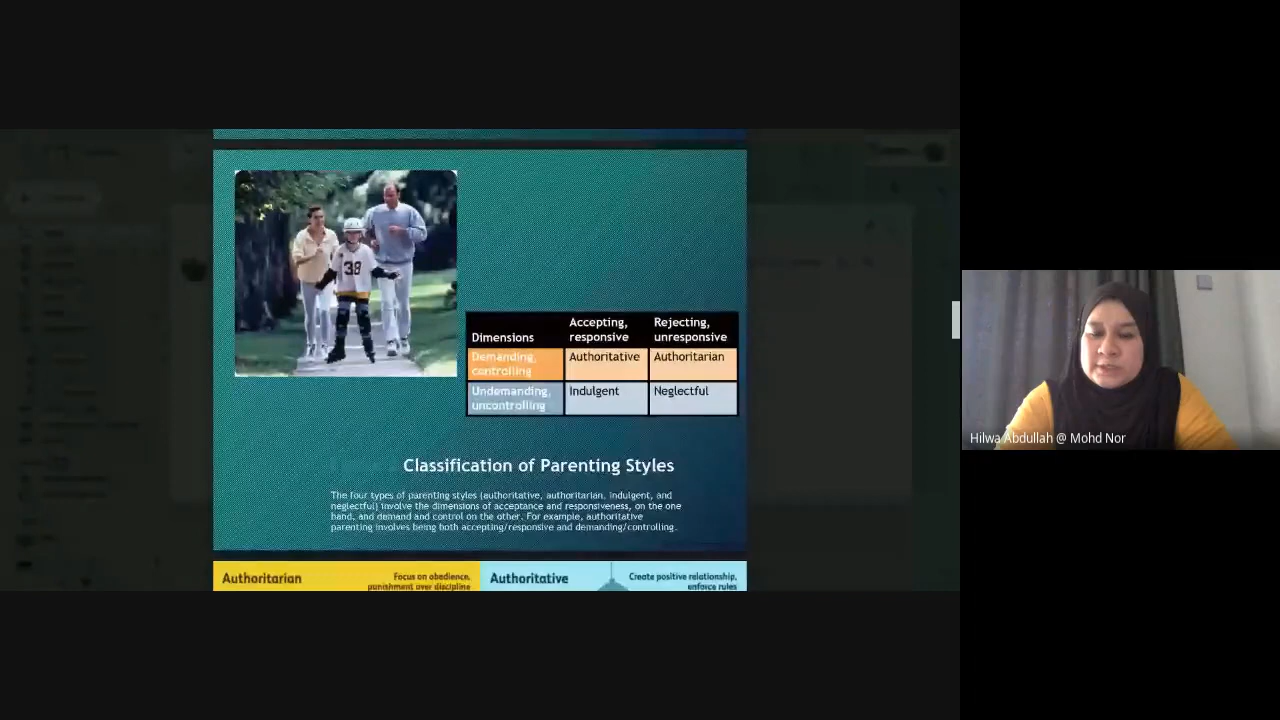 38
Dimensions
Accepting,
responsive
Rejecting,
unresponsive
Demanding,
controlling
Authoritative
Authoritarian
Undemanding,
uncontrolling
Indulgent
Neglectful
Classification of Parenting Styles
The four types of parenting styles (authoritative, authoritarian, indulgent, and
neglectful) involve the dimensions of acceptance and responsiveness, on the one
hand, and demand and control on the other. For example, authoritative
parenting involves being both accepting/responsive and demanding/controlling.
Authoritarian
Focus on obedience,
punishment over discipline
Authoritative
Create positive relationship,
enforce rules
Hilwa Abdullah @ Mohd Nor